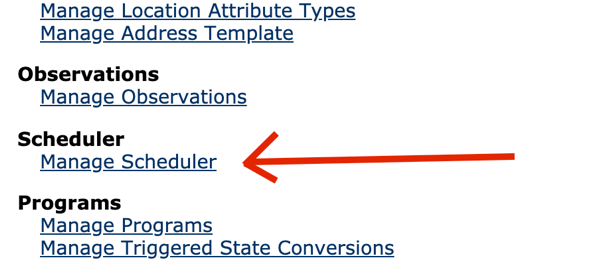 Manage Location Attribute Types
Manage Address Template
Observations
Manage Observations
Scheduler
Manage Scheduler
Programs
Manage Programs
Manage Triggered State Conversions